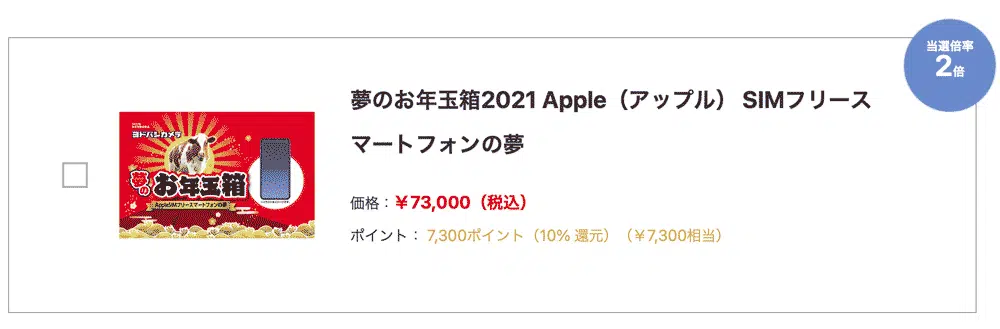 当選倍率
2倍
夢のお年玉箱2021 Apple（アップル） SIMフリース
マートフォンの夢
ヨドバシカメラ
夢の
お年玉箱
AppleSIMフリースマートフォンの夢
価格：￥73,000（税込）
ポイント： 7,300ポイント（10% 還元）（￥7,300相当）